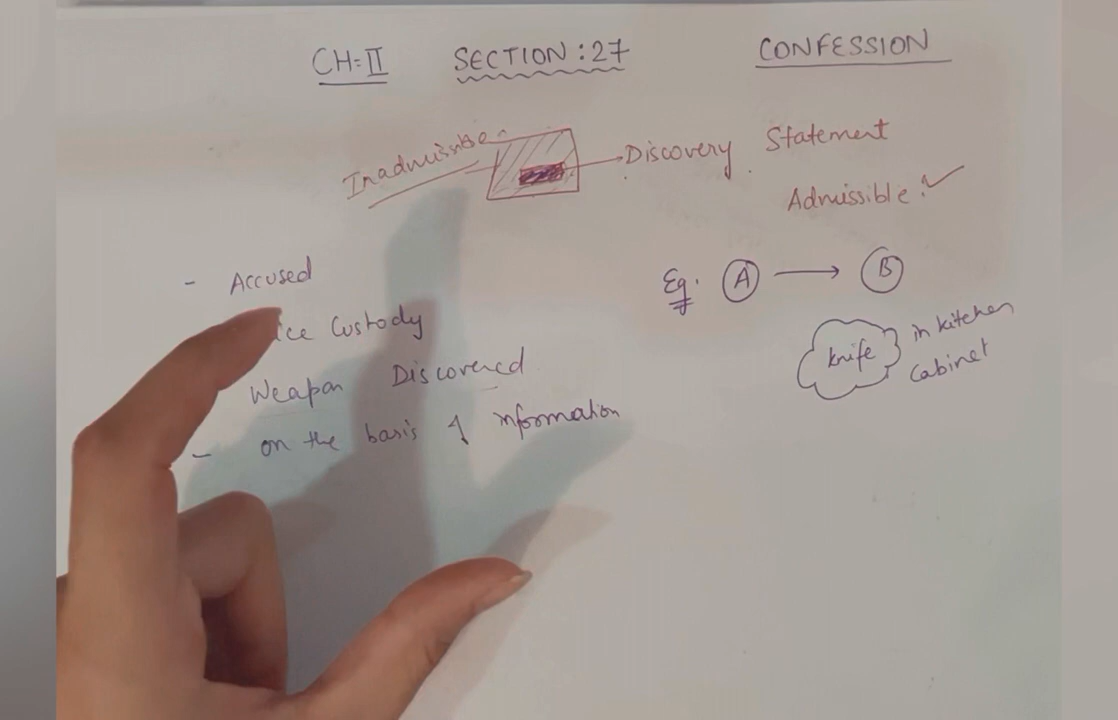 CH=II SECTION:27 CONFESSION
Inadmissible
Discovery Statement
Admissible ✓
- Accused
ice Custody
Weapon Discovered
- on the basis of information
Eg. A → B
knife in kitchen
cabinet